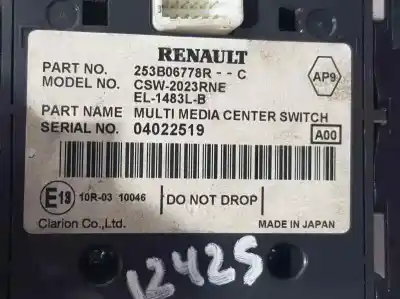 RENAULT
PART NO. 253B06778R - - C
AP9
MODEL NO. CSW-2023RNE
EL-1483L-B
PART NAME MULTI MEDIA CENTER SWITCH
SERIAL NO. 04022519
A00
E19 10R-03 10046
DO NOT DROP
Clarion Co.,Ltd.
MADE IN JAPAN
12425